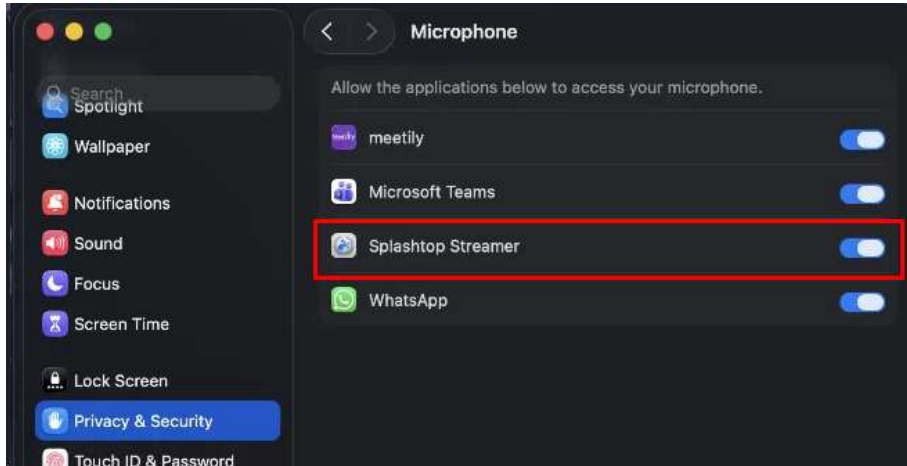 Microphone
Search
Spotlight
Wallpaper
Notifications
Sound
Focus
Screen Time
Lock Screen
Privacy & Security
Touch ID & Password
Allow the applications below to access your microphone.
meetily
Microsoft Teams
Splashtop Streamer
WhatsApp